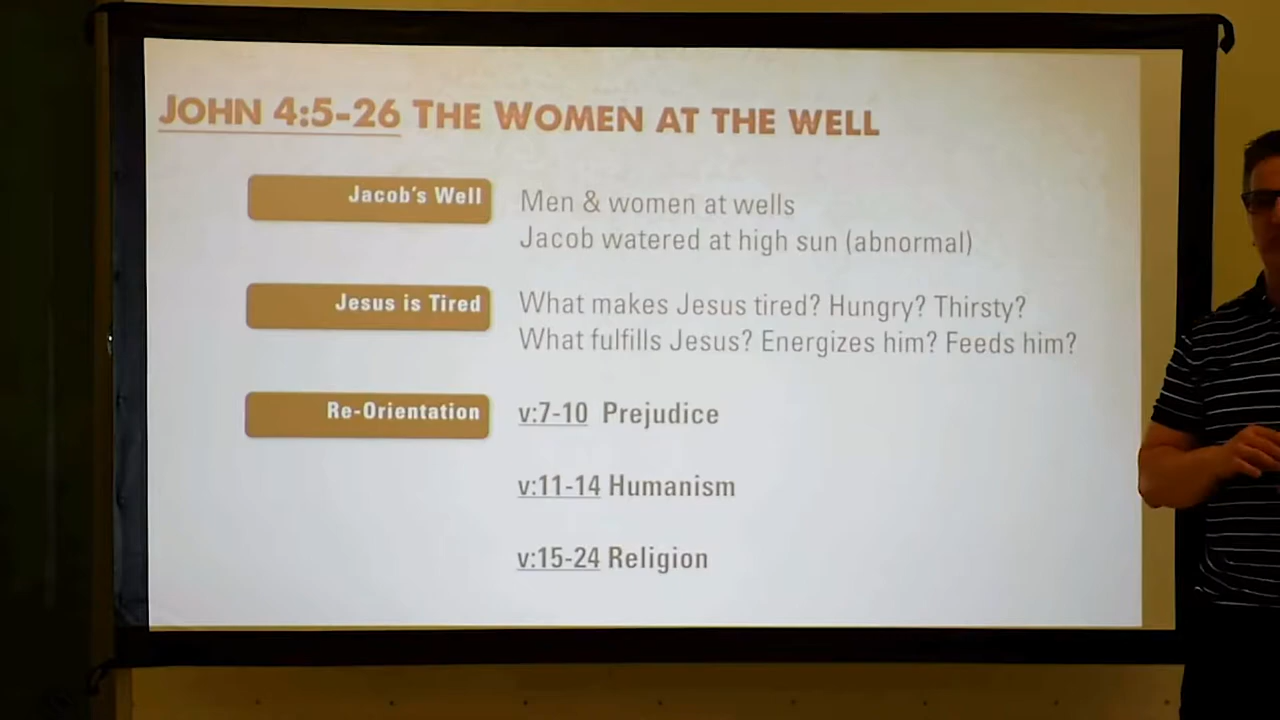 JOHN 4:5-26 THE WOMEN AT THE WELL
Jacob's Well
Men & women at wells
Jacob watered at high sun (abnormal)
Jesus is Tired
What makes Jesus tired? Hungry? Thirsty?
What fulfills Jesus? Energizes him? Feeds him?
Re-Orientation
v:7-10 Prejudice
v:11-14 Humanism
v:15-24 Religion